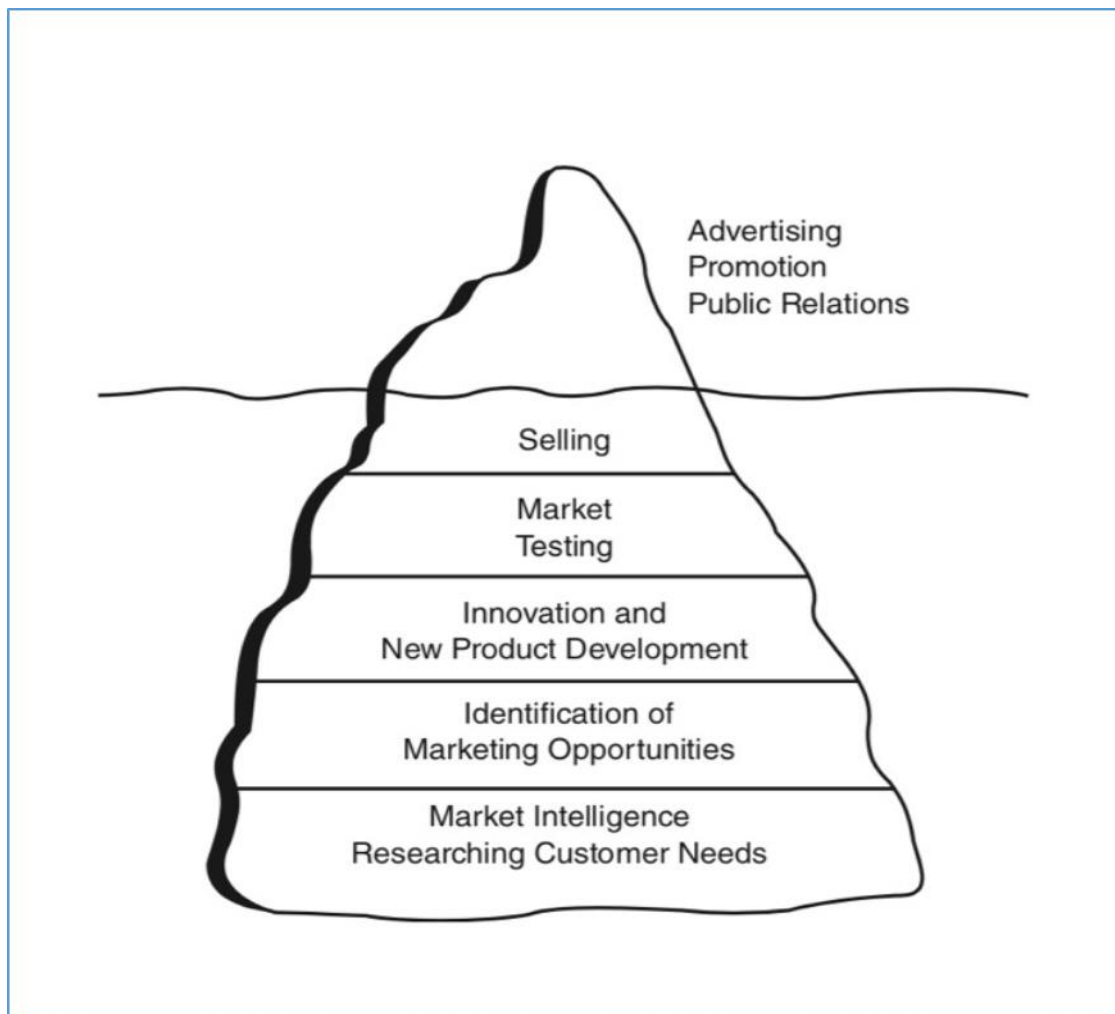 Advertising
Promotion
Public Relations
Selling
Market
Testing
Innovation and
New Product Development
Identification of
Marketing Opportunities
Market Intelligence
Researching Customer Needs